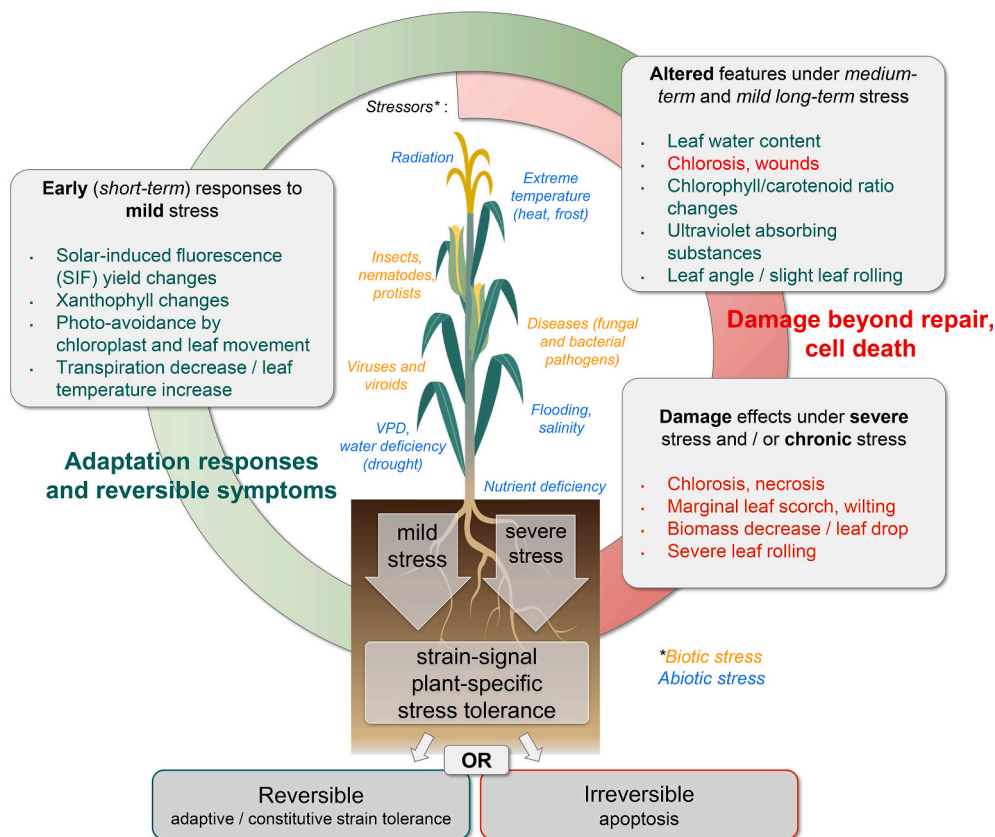 Altered features under medium-
term and mild long-term stress
· Leaf water content
· Chlorosis, wounds
· Chlorophyll/carotenoid ratio
changes
· Ultraviolet absorbing
substances
· Leaf angle / slight leaf rolling
Stressors* :
Radiation
Extreme
temperature
(heat, frost)
Insects,
nematodes,
protists
Diseases (fungal
and bacterial
pathogens)
Viruses and
viroids
Flooding,
salinity
VPD,
water deficiency
(drought)
Nutrient deficiency
Early (short-term) responses to
mild stress
· Solar-induced fluorescence
(SIF) yield changes
· Xanthophyll changes
· Photo-avoidance by
chloroplast and leaf movement
· Transpiration decrease / leaf
temperature increase
Damage beyond repair,
cell death
Damage effects under severe
stress and / or chronic stress
· Chlorosis, necrosis
· Marginal leaf scorch, wilting
· Biomass decrease / leaf drop
· Severe leaf rolling
Adaptation responses
and reversible symptoms
mild
stress
severe
stress
strain-signal
plant-specific
stress tolerance
*Biotic stress
Abiotic stress
OR
Reversible
adaptive / constitutive strain tolerance
Irreversible
apoptosis